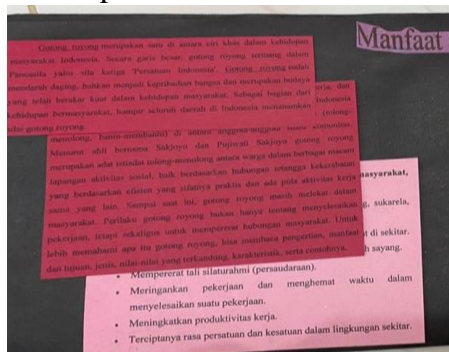 Manfaat
Gotong royong merupakan satu di antara ciri khas dalam kehidupan
masyarakat Indonesia. Secara garis besar, gotong royong tertuang dalam
Pancasila yaitu sila ketiga 'Persatuan Indonesia'. Gotong royong sudah
mendarah daging, bahkan menjadi kepribadian bangsa dan merupakan budaya
yang telah berakar kuat dalam kehidupan masyarakat. Sebagai bagian dari
kehidupan bermasyarakat, hampir seluruh daerah di Indonesia menanamkan
nilai gotong royong.
erja, dan
Indonesia
(tolong-
menolong, bantu-membantu) di antara anggota-anggota suatu komunitas.
Menurut ahli bernama Sakjoyo dan Pujiwati Sakjoyo gotong royong
merupakan adat istiadat tolong-menolong antara warga dalam berbagai macam
lapangan aktivitas sosial, baik berdasarkan hubungan tetangga kekerabatan
yang berdasarkan efisien yang sifatnya praktis dan ada pula aktivitas kerja
sama yang lain. Sampai saat ini, gotong royong masih melekat dalam
masyarakat. Perilaku gotong royong bukan hanya tentang menyelesaikan
pekerjaan, tetapi sekaligus untuk mempererat hubungan masyarakat. Untuk
lebih memahami apa itu gotong royong, bisa membaca pengertian, manfaat
dan tujuan, jenis, nilai-nilai yang terkandung, karakteristik, serta contohnya.
masyarakat,
g, sukarela,
t di sekitar.
h sayang.
• Mempererat tali silaturahmi (persaudaraan).
• Meringankan pekerjaan dan menghemat waktu dalam
menyelesaikan suatu pekerjaan.
• Meningkatkan produktivitas kerja.
• Terciptanya rasa persatuan dan kesatuan dalam lingkungan sekitar.